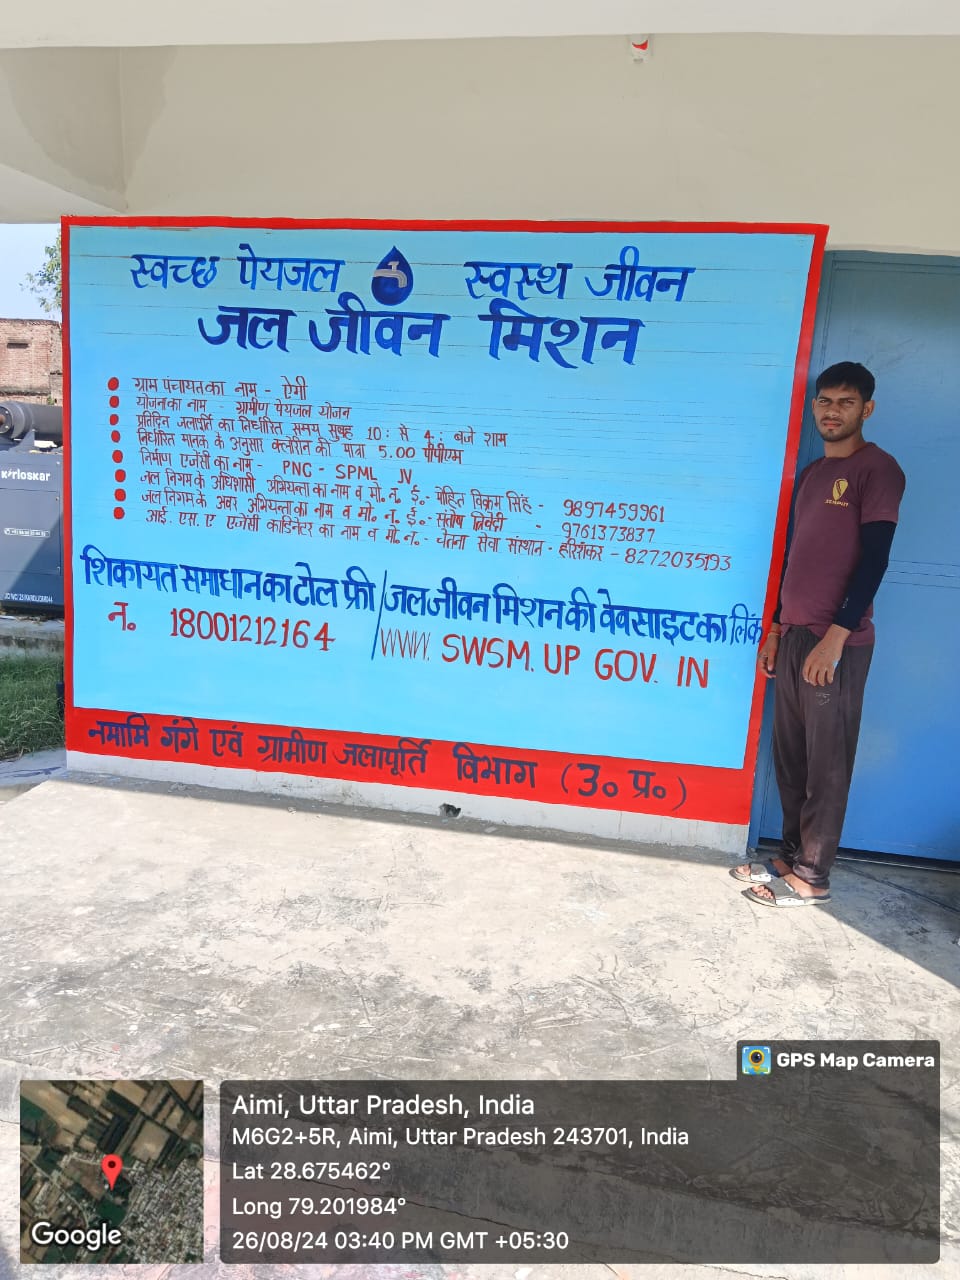 स्वच्छ पेयजल स्वस्थ जीवन
जल जीवन मिशन
ग्राम पंचायत का नाम - ऐमी
योजना का नाम - ग्रामीण पेयजल योजन
प्रतिदिन जलापूर्ति का निर्धारित समय सुबह 10: से 4: बजे शाम
निर्धारित मानक के अनुसार क्लोरिन की मात्रा 5.00 पीपीएम
निर्माण एजेंसी का नाम - PNC - SPML JV
जल निगम के अधिशासी अभियन्ता का नाम व मो. न. ई. - मोहित विक्रम सिंह - 9897459961
जल निगम के अवर अभियन्ता का नाम व मो. न. ई. - संतोष त्रिवेदी - 9761373837
आई. एस. ए एजेंसी कार्डिनेटर का नाम व मो. न. - चेतना सेवा संस्थान - हरिशंकर - 8272035193
शिकायत समाधान का टोल फ्री / जल जीवन मिशन की वेवसाइट का लिंक
न. 18001212164 / WWW. SWSM. UP GOV. IN
नमामि गंगे एवं ग्रामीण जलापूर्ति विभाग (उ० प्र०)
kirloskar
GPS Map Camera
Aimi, Uttar Pradesh, India
M6G2+5R, Aimi, Uttar Pradesh 243701, India
Lat 28.675462°
Long 79.201984°
26/08/24 03:40 PM GMT +05:30
Google